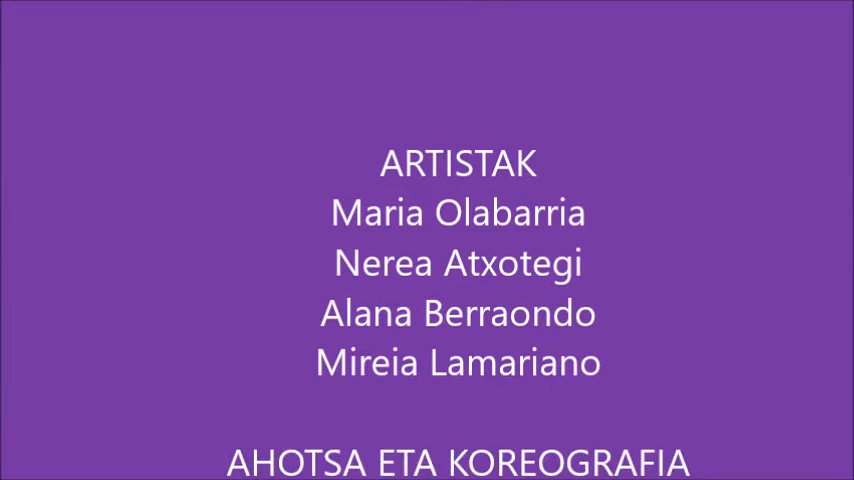 ARTISTAK
Maria Olabarria
Nerea Atxotegi
Alana Berraondo
Mireia Lamariano
AHOTSA ETA KOREOGRAFIA